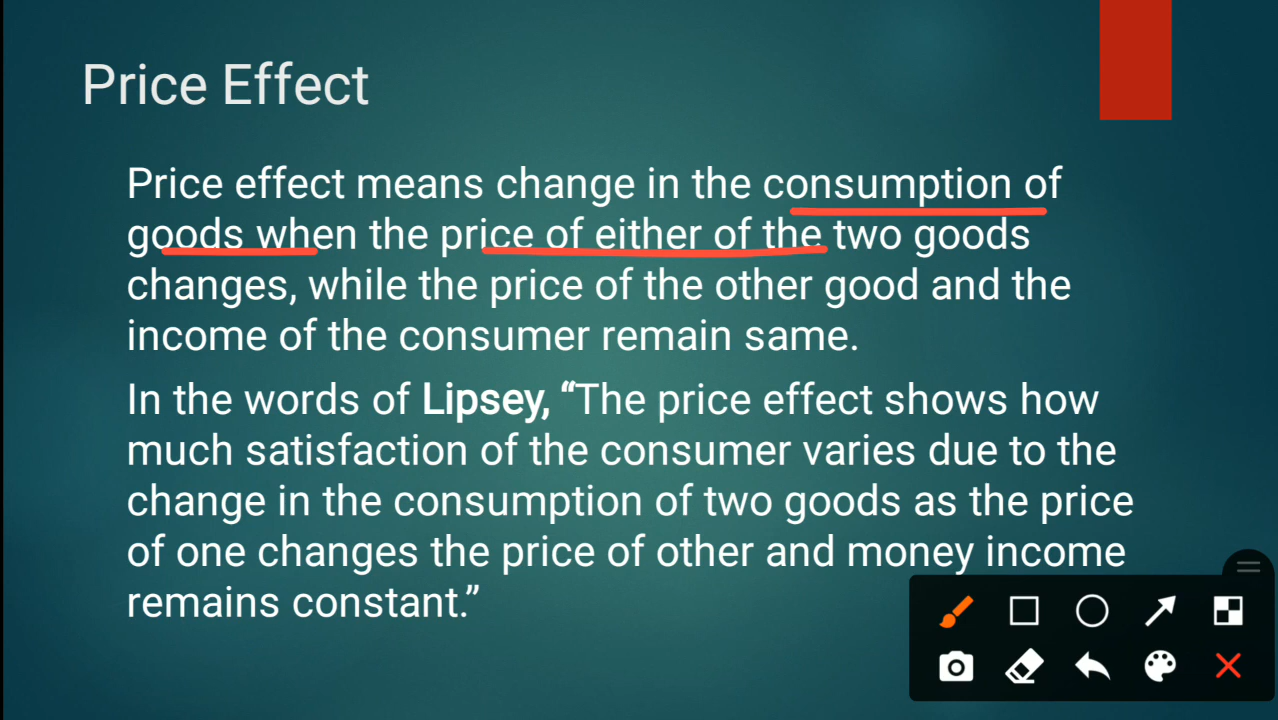 Price Effect
Price effect means change in the consumption of
goods when the price of either of the two goods
changes, while the price of the other good and the
income of the consumer remain same.
In the words of Lipsey, “The price effect shows how
much satisfaction of the consumer varies due to the
change in the consumption of two goods as the price
of one changes the price of other and money income
remains constant.”